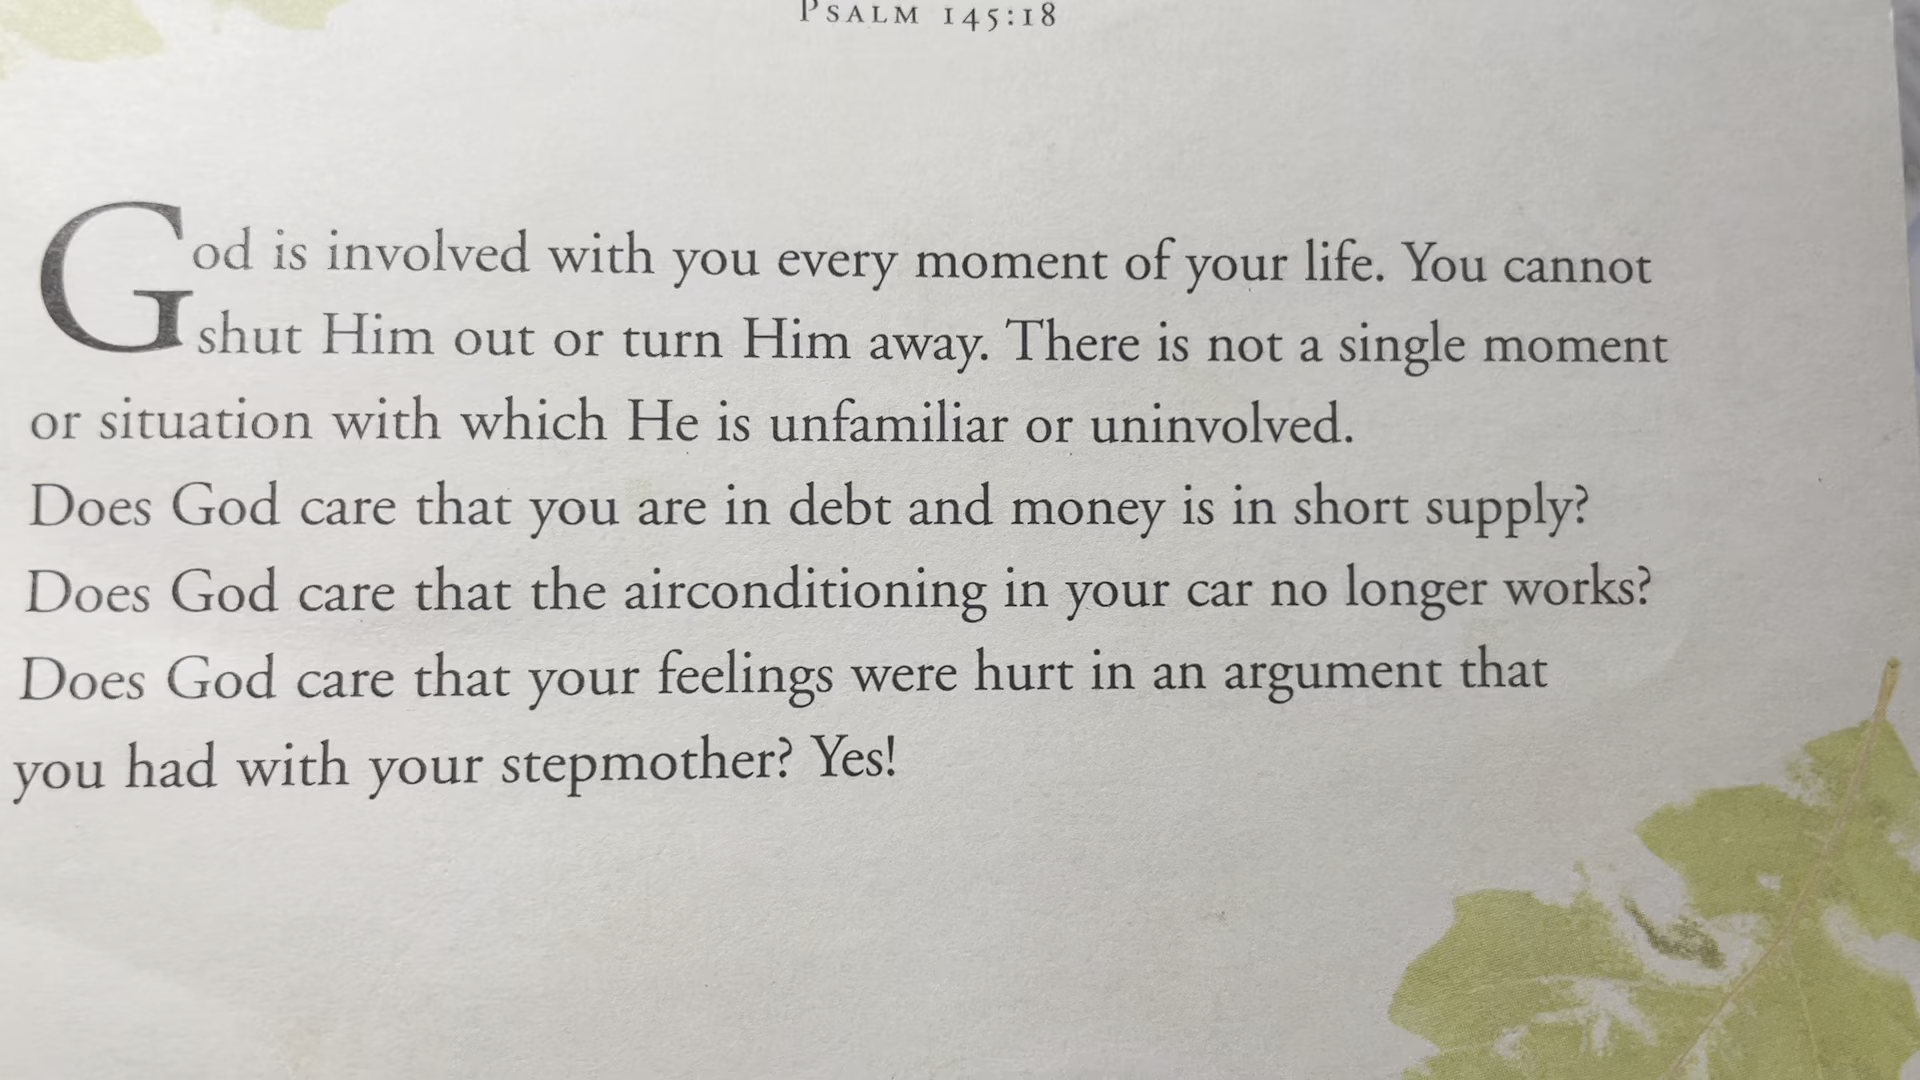 PSALM 145:18
God is involved with you every moment of your life. You cannot
shut Him out or turn Him away. There is not a single moment
or situation with which He is unfamiliar or uninvolved.
Does God care that you are in debt and money is in short supply?
Does God care that the airconditioning in your car no longer works?
Does God care that your feelings were hurt in an argument that
you had with your stepmother? Yes!